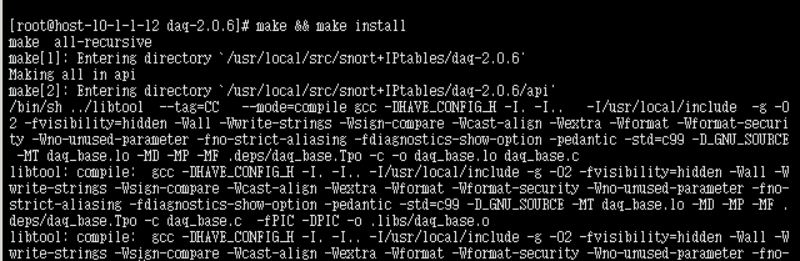 [root@host-10-1-1-12 daq-2.0.6]# make && make install
make  all-recursive
make[1]: Entering directory `/usr/local/src/snort+IPtables/daq-2.0.6'
Making all in api
make[2]: Entering directory `/usr/local/src/snort+IPtables/daq-2.0.6/api'
/bin/sh ../libtool  --tag=CC   --mode=compile gcc -DHAVE_CONFIG_H -I. -I..   -I/usr/local/include  -g -O
2 -fvisibility=hidden -Wall -Wwrite-strings -Wsign-compare -Wcast-align -Wextra -Wformat -Wformat-securi
ty -Wno-unused-parameter -fno-strict-aliasing -fdiagnostics-show-option -pedantic -std=c99 -D_GNU_SOURCE
 -MT daq_base.lo -MD -MP -MF .deps/daq_base.Tpo -c -o daq_base.lo daq_base.c
libtool: compile:  gcc -DHAVE_CONFIG_H -I. -I.. -I/usr/local/include -g -O2 -fvisibility=hidden -Wall -W
write-strings -Wsign-compare -Wcast-align -Wextra -Wformat -Wformat-security -Wno-unused-parameter -fno-
strict-aliasing -fdiagnostics-show-option -pedantic -std=c99 -D_GNU_SOURCE -MT daq_base.lo -MD -MP -MF .
deps/daq_base.Tpo -c daq_base.c  -fPIC -DPIC -o .libs/daq_base.o
libtool: compile:  gcc -DHAVE_CONFIG_H -I. -I.. -I/usr/local/include -g -O2 -fvisibility=hidden -Wall -W
write-strings -Wsign-compare -Wcast-align -Wextra -Wformat -Wformat-security -Wno-unused-parameter -fno-